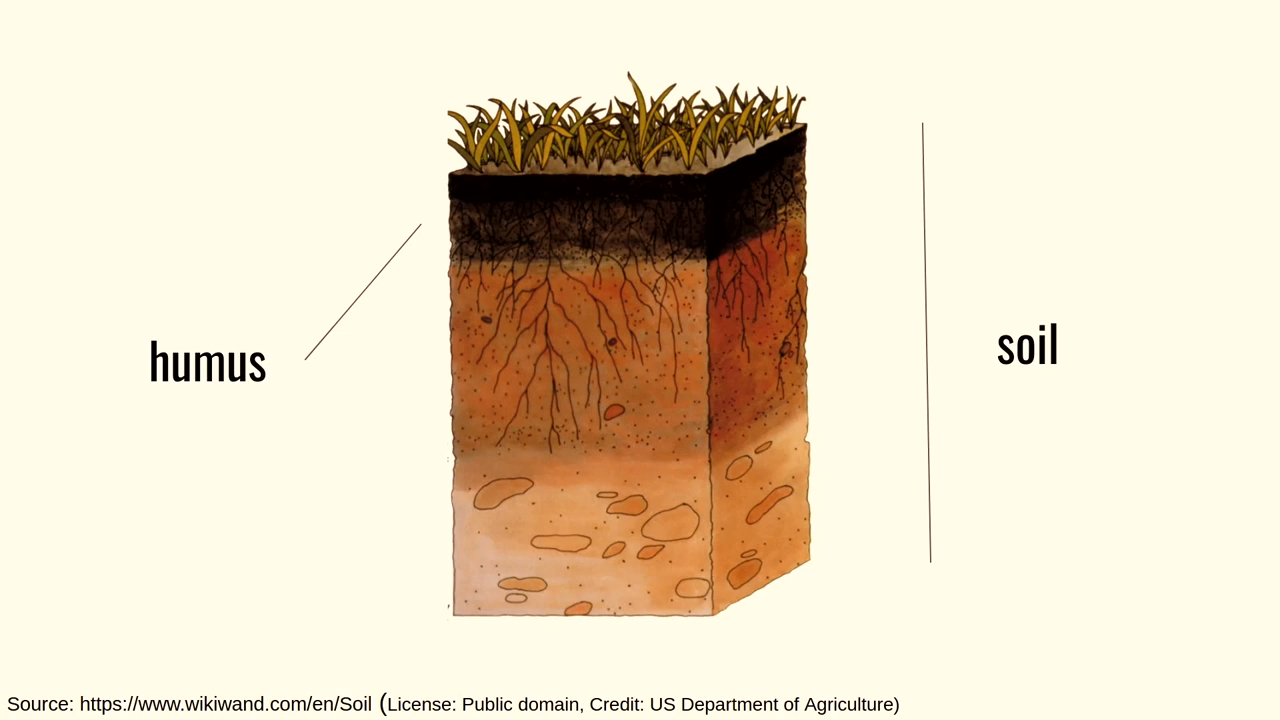 humus
soil
Source: https://www.wikiwand.com/en/Soil (License: Public domain, Credit: US Department of Agriculture)